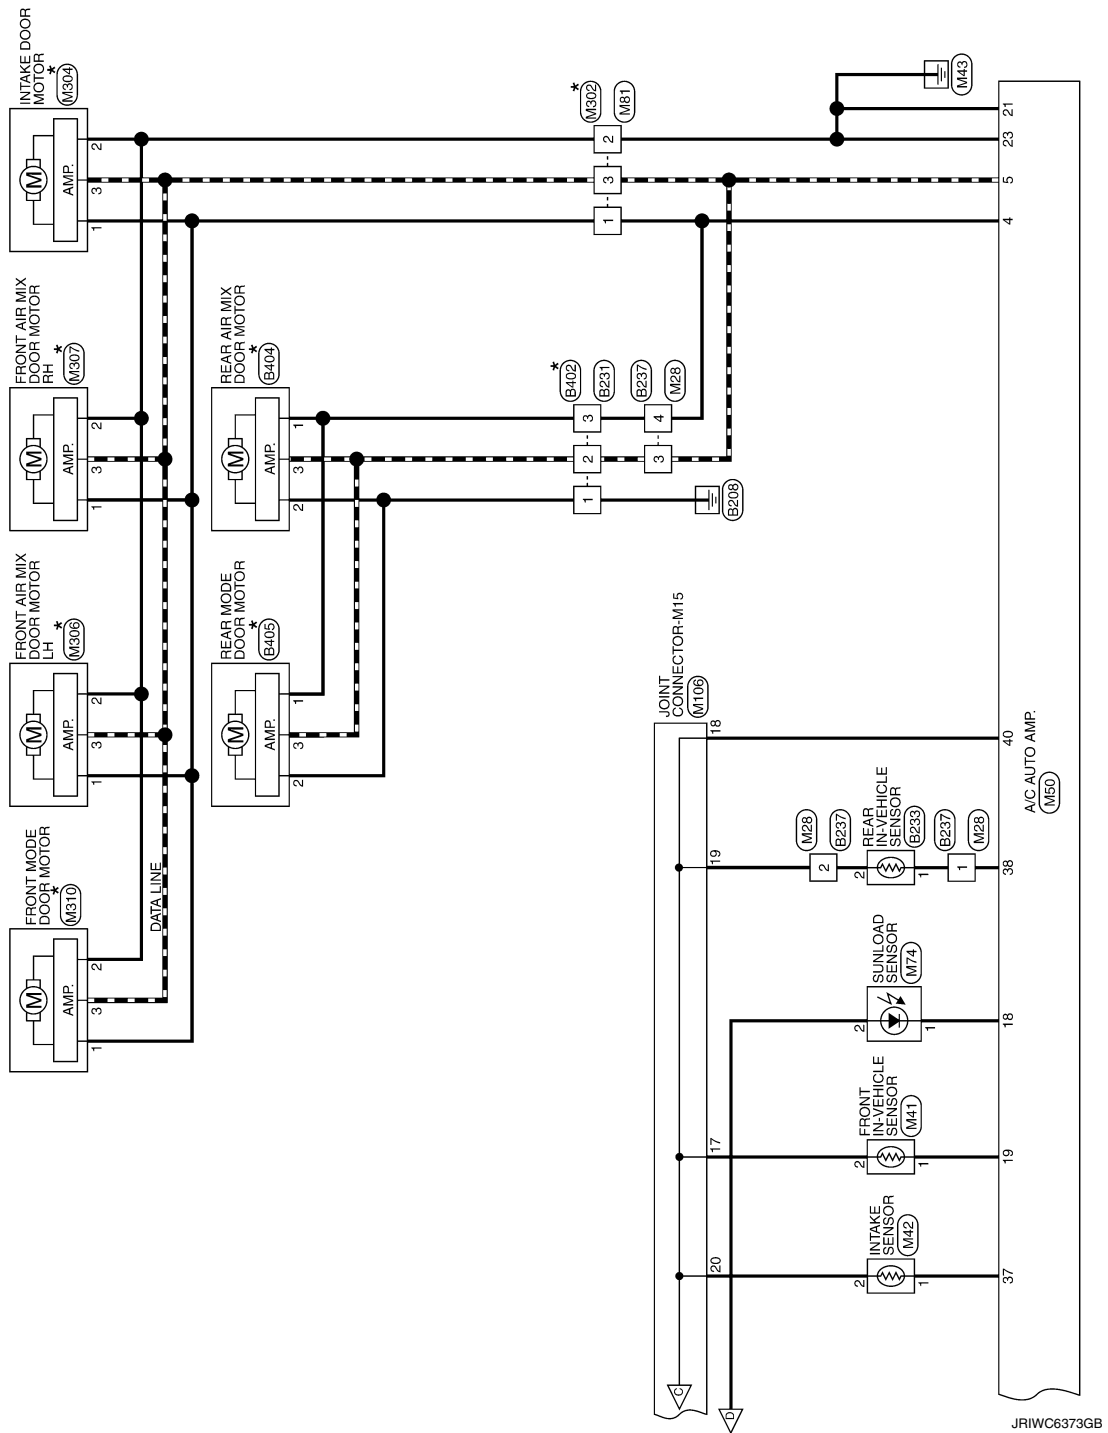 INTAKE DOOR
MOTOR
*
M304
M
AMP.
1
3
2
FRONT AIR MIX
DOOR MOTOR
RH
*
M307
M
AMP.
1
3
2
FRONT AIR MIX
DOOR MOTOR
LH
*
M306
M
AMP.
1
3
2
FRONT MODE
DOOR MOTOR
*
M310
M
AMP.
1
3
2
DATA LINE
REAR AIR MIX
DOOR MOTOR
*
B404
M
AMP.
2
3
1
REAR MODE
DOOR MOTOR
*
B405
M
AMP.
2
3
1
*
M302
M81
2
3
1
*
B402
B231
B237
M28
3
4
2
3
1
B208
M43
JOINT
CONNECTOR-M15
M106
18
19
17
20
C
D
M28
B237
2
REAR
IN-VEHICLE
SENSOR
B233
2
1
B237
M28
1
SUNLOAD
SENSOR
M74
2
1
FRONT
IN-VEHICLE
SENSOR
M41
2
1
INTAKE
SENSOR
M42
2
1
21
23
5
4
40
38
18
19
37
A/C AUTO AMP.
M50
JRIWC6373GB